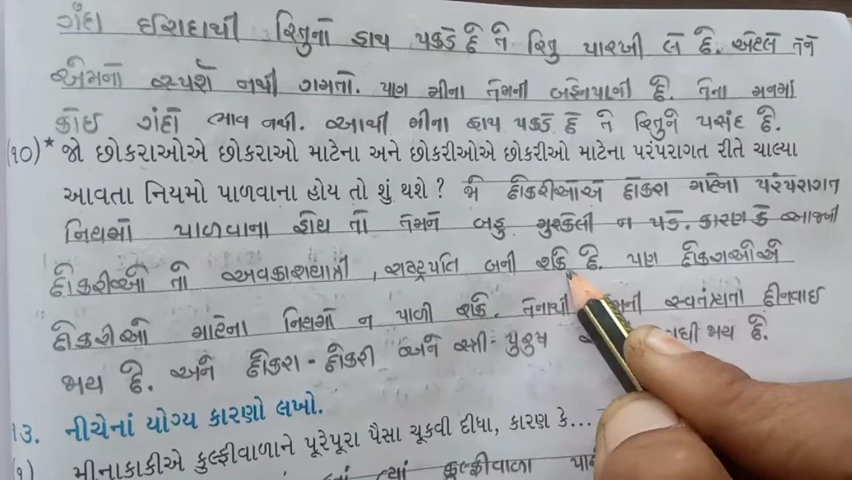 ગંદા ઈરાદાથી રિતુનો હાથ પકડે છે તે રિતુ પારખી લે છે. એટલે તેને
એમનો સ્પર્શ નથી ગમતો. પણ મીના તેમની બહેનપણી છે. તેના મનમાં
કોઈ ગંદો ભાવ નથી. આથી મીના હાથ પકડે છે તે રિતુને પસંદ છે.
(૧૦)* જો છોકરાઓએ છોકરાઓ માટેના અને છોકરીઓએ છોકરીઓ માટેના પરંપરાગત રીતે ચાલ્યા
આવતા નિયમો પાળવાના હોય તો શું થશે ? જો છોકરીઓએ છોકરા માટેના પરંપરાગત
નિયમો પાળવાના હોય તો તેમને બહુ મુશ્કેલી ન પડે. કારણ કે આજની
છોકરીઓ તો અવકાશયાત્રી, રાષ્ટ્રપતિ બની શકે છે. પણ છોકરાઓએ
છોકરીઓ માટેના નિયમો ન પાળી શકે. તેનાથી સ્વતંત્રતા છીનવાઈ
જાય છે. અને છોકરા - છોકરી અને સ્ત્રી - પુરુષ જાય છે.
13. નીચેનાં યોગ્ય કારણો લખો.
(૧) મીનાકાકીએ કુલ્ફીવાળાને પૂરેપૂરા પૈસા ચૂકવી દીધા, કારણ કે...
ત્યાં કુલ્ફીવાળા